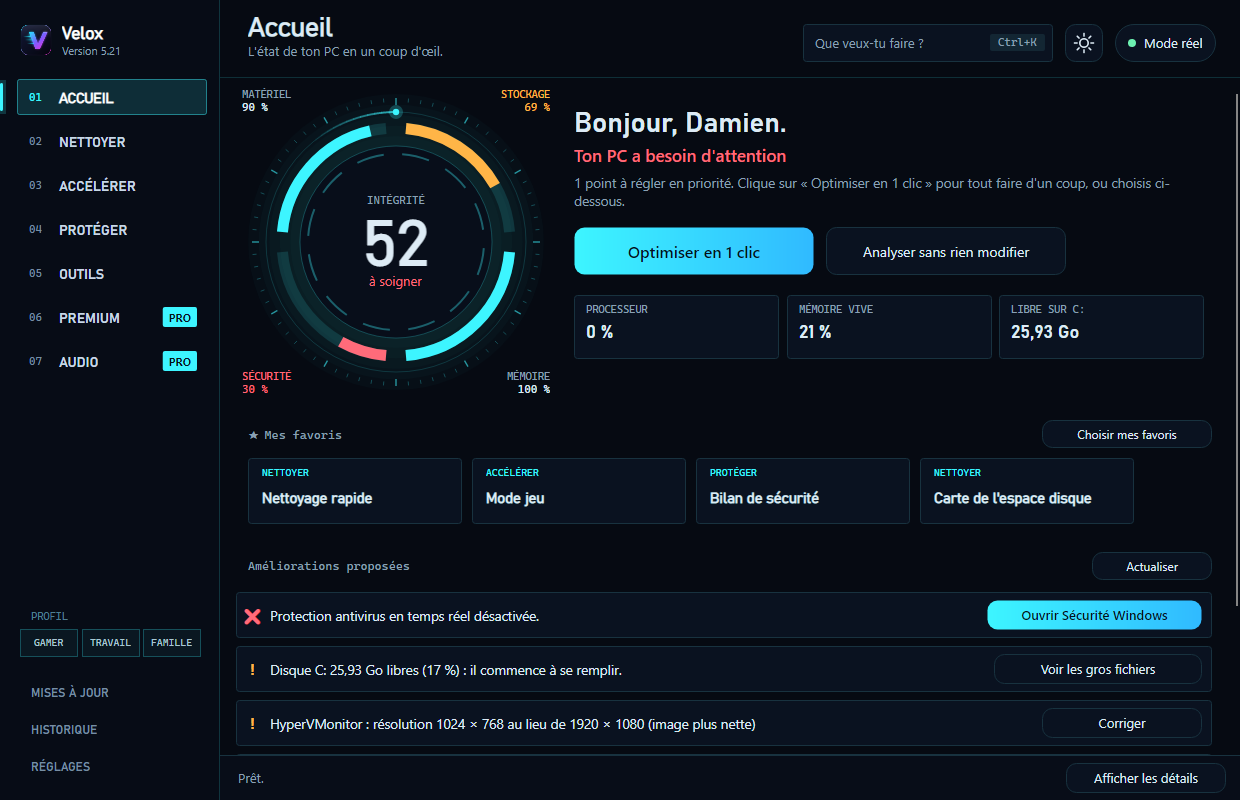 Velox
Version 5.21
01 ACCUEIL
02 NETTOYER
03 ACCÉLÉRER
04 PROTÉGER
05 OUTILS
06 PREMIUM PRO
07 AUDIO PRO
PROFIL
GAMER TRAVAIL FAMILLE
MISES À JOUR
HISTORIQUE
RÉGLAGES
Accueil
L'état de ton PC en un coup d'œil.
Que veux-tu faire ? Ctrl+K
Mode réel
MATÉRIEL
90 %
STOCKAGE
69 %
INTÉGRITÉ
52
à soigner
SÉCURITÉ
30 %
MÉMOIRE
100 %
Bonjour, Damien.
Ton PC a besoin d'attention
1 point à régler en priorité. Clique sur « Optimiser en 1 clic » pour tout faire d'un coup, ou choisis ci-
dessous.
Optimiser en 1 clic
Analyser sans rien modifier
PROCESSEUR
0 %
MÉMOIRE VIVE
21 %
LIBRE SUR C:
25,93 Go
★ Mes favoris
Choisir mes favoris
NETTOYER
Nettoyage rapide
ACCÉLÉRER
Mode jeu
PROTÉGER
Bilan de sécurité
NETTOYER
Carte de l'espace disque
Améliorations proposées
Actualiser
Protection antivirus en temps réel désactivée.
Ouvrir Sécurité Windows
! Disque C: 25,93 Go libres (17 %) : il commence à se remplir.
Voir les gros fichiers
! HyperVMonitor : résolution 1024 × 768 au lieu de 1920 × 1080 (image plus nette)
Corriger
Prêt.
Afficher les détails